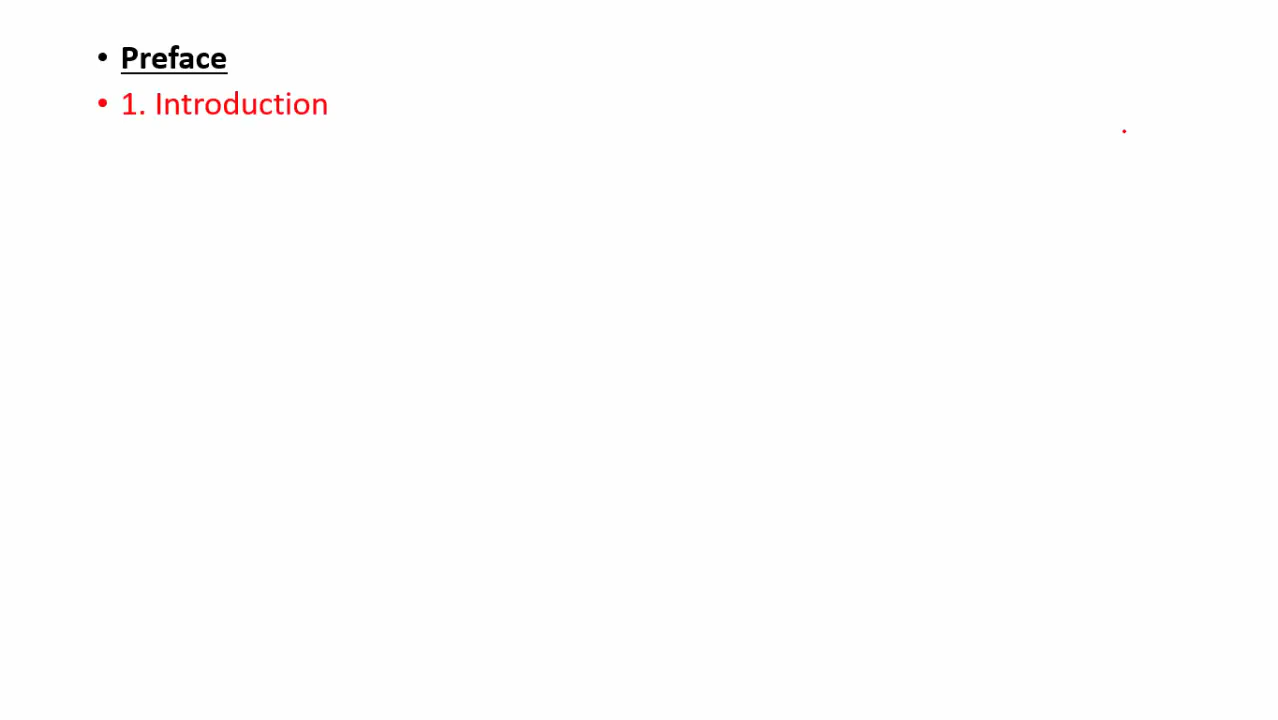 • Preface
• 1. Introduction